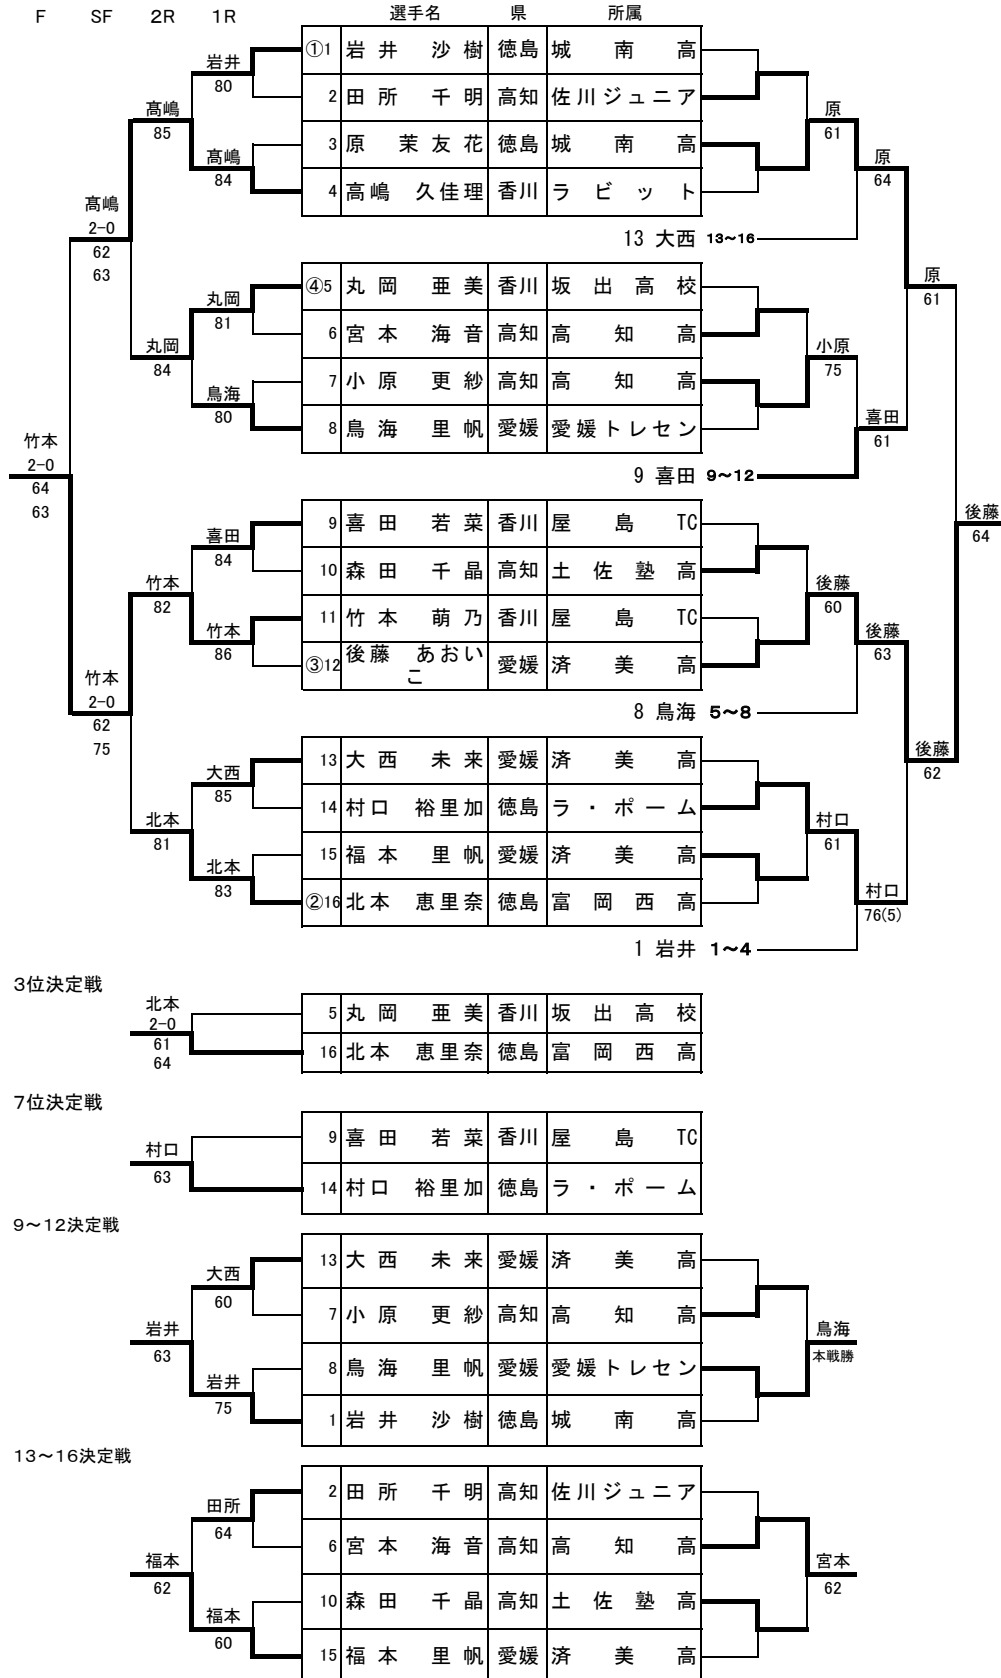 F SF 2R 1R 選手名 県 所属
①1 岩井 沙樹 徳島 城南高
岩井
80
2 田所 千明 高知 佐川ジュニア
髙嶋
85
原
61
3 原 茉友花 徳島 城南高
髙嶋
84
原
64
4 高嶋 久佳理 香川 ラビット
髙嶋
2-0
62
63
13 大西 13~16
④5 丸岡 亜美 香川 坂出高校
丸岡
81
原
61
6 宮本 海音 高知 高知高
丸岡
84
小原
75
7 小原 更紗 高知 高知高
鳥海
80
喜田
61
8 鳥海 里帆 愛媛 愛媛トレセン
竹本
2-0
64
63
9 喜田 9~12
9 喜田 若菜 香川 屋島TC
喜田
84
後藤
64
10 森田 千晶 高知 土佐塾高
竹本
82
後藤
60
11 竹本 萌乃 香川 屋島TC
竹本
86
後藤
63
③12 後藤 あおいこ 愛媛 済美高
竹本
2-0
62
75
8 鳥海 5~8
13 大西 未来 愛媛 済美高
大西
85
後藤
62
14 村口 裕里加 徳島 ラ・ポーム
北本
81
村口
61
15 福本 里帆 愛媛 済美高
北本
83
村口
76(5)
②16 北本 恵里奈 徳島 富岡西高
1 岩井 1~4
3位決定戦
北本
2-0
61
64
5 丸岡 亜美 香川 坂出高校
16 北本 恵里奈 徳島 富岡西高
7位決定戦
9 喜田 若菜 香川 屋島TC
村口
63
14 村口 裕里加 徳島 ラ・ポーム
9~12決定戦
13 大西 未来 愛媛 済美高
大西
60
7 小原 更紗 高知 高知高
岩井
63
鳥海
本戦勝
8 鳥海 里帆 愛媛 愛媛トレセン
岩井
75
1 岩井 沙樹 徳島 城南高
13~16決定戦
2 田所 千明 高知 佐川ジュニア
田所
64
6 宮本 海音 高知 高知高
福本
62
宮本
62
10 森田 千晶 高知 土佐塾高
福本
60
15 福本 里帆 愛媛 済美高